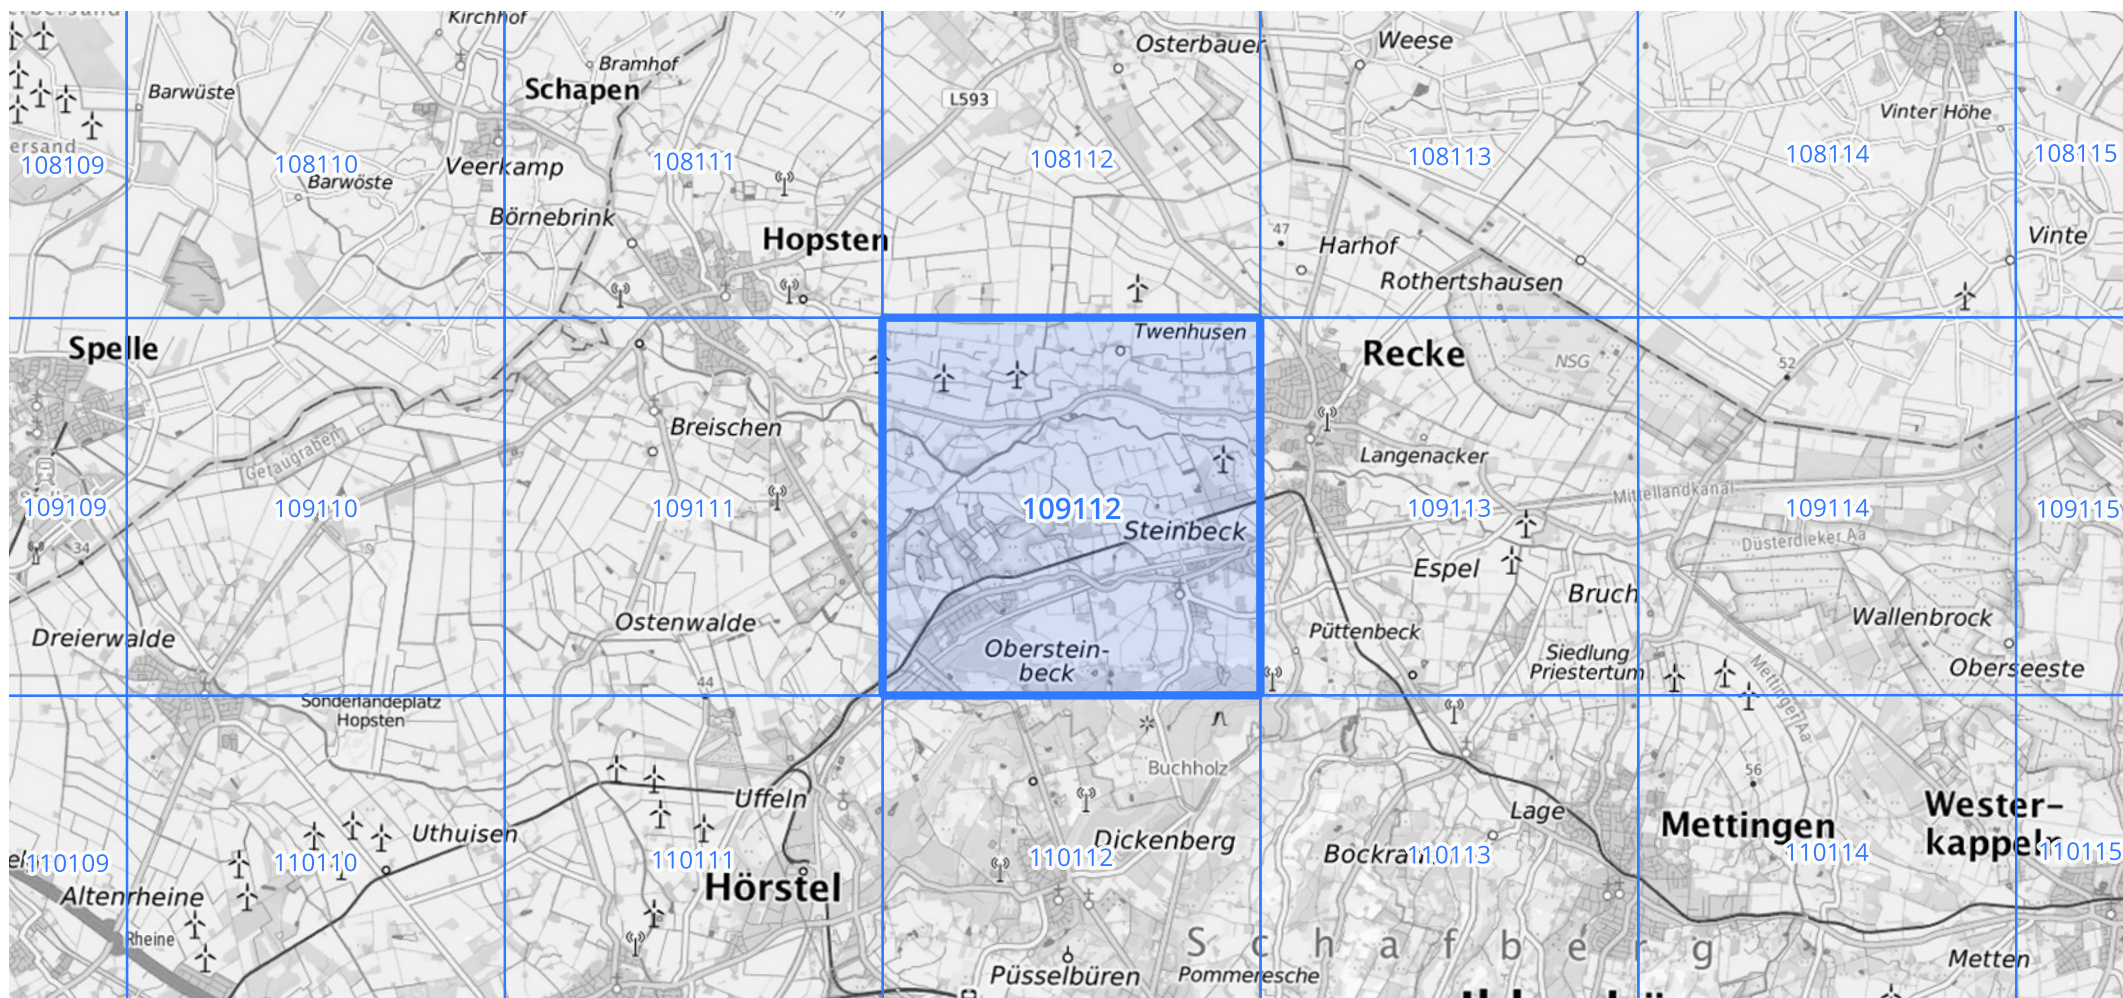 Kirchhof
Osterbauer
Weese
Bramhof
Schapen
Barwüste
L593
Vinter Höhe
ersand
108109
108110
Veerkamp
108111
108112
108113
108114
108115
Barwöste
Börnebrink
Hopsten
47
Harhof
Vinte
Rothertshausen
Spelle
Twenhusen
Recke
NSG
52
Breischen
Getaugraben
Langenacker
Mittellandkanal
109109
109110
109111
109112
109113
109114
109115
Steinbeck
Düsterdieker Aa
34
Espel
Bruch
Dreierwalde
Ostenwalde
Püttenbeck
Wallenbrock
Oberstein-
beck
Siedlung
Priestertum
Oberseeste
44
Sonderlandeplatz
Hopsten
Mettinger Aa
Buchholz
56
Uffeln
Lage
Mettingen
Wester-
kappeln
Uthuisen
Dickenberg
Bockra
110109
110110
110111
110112
110113
110114
110115
Altenrheine
Hörstel
Rheine
Schafberg
Metten
Püsselbüren
Pommeresche